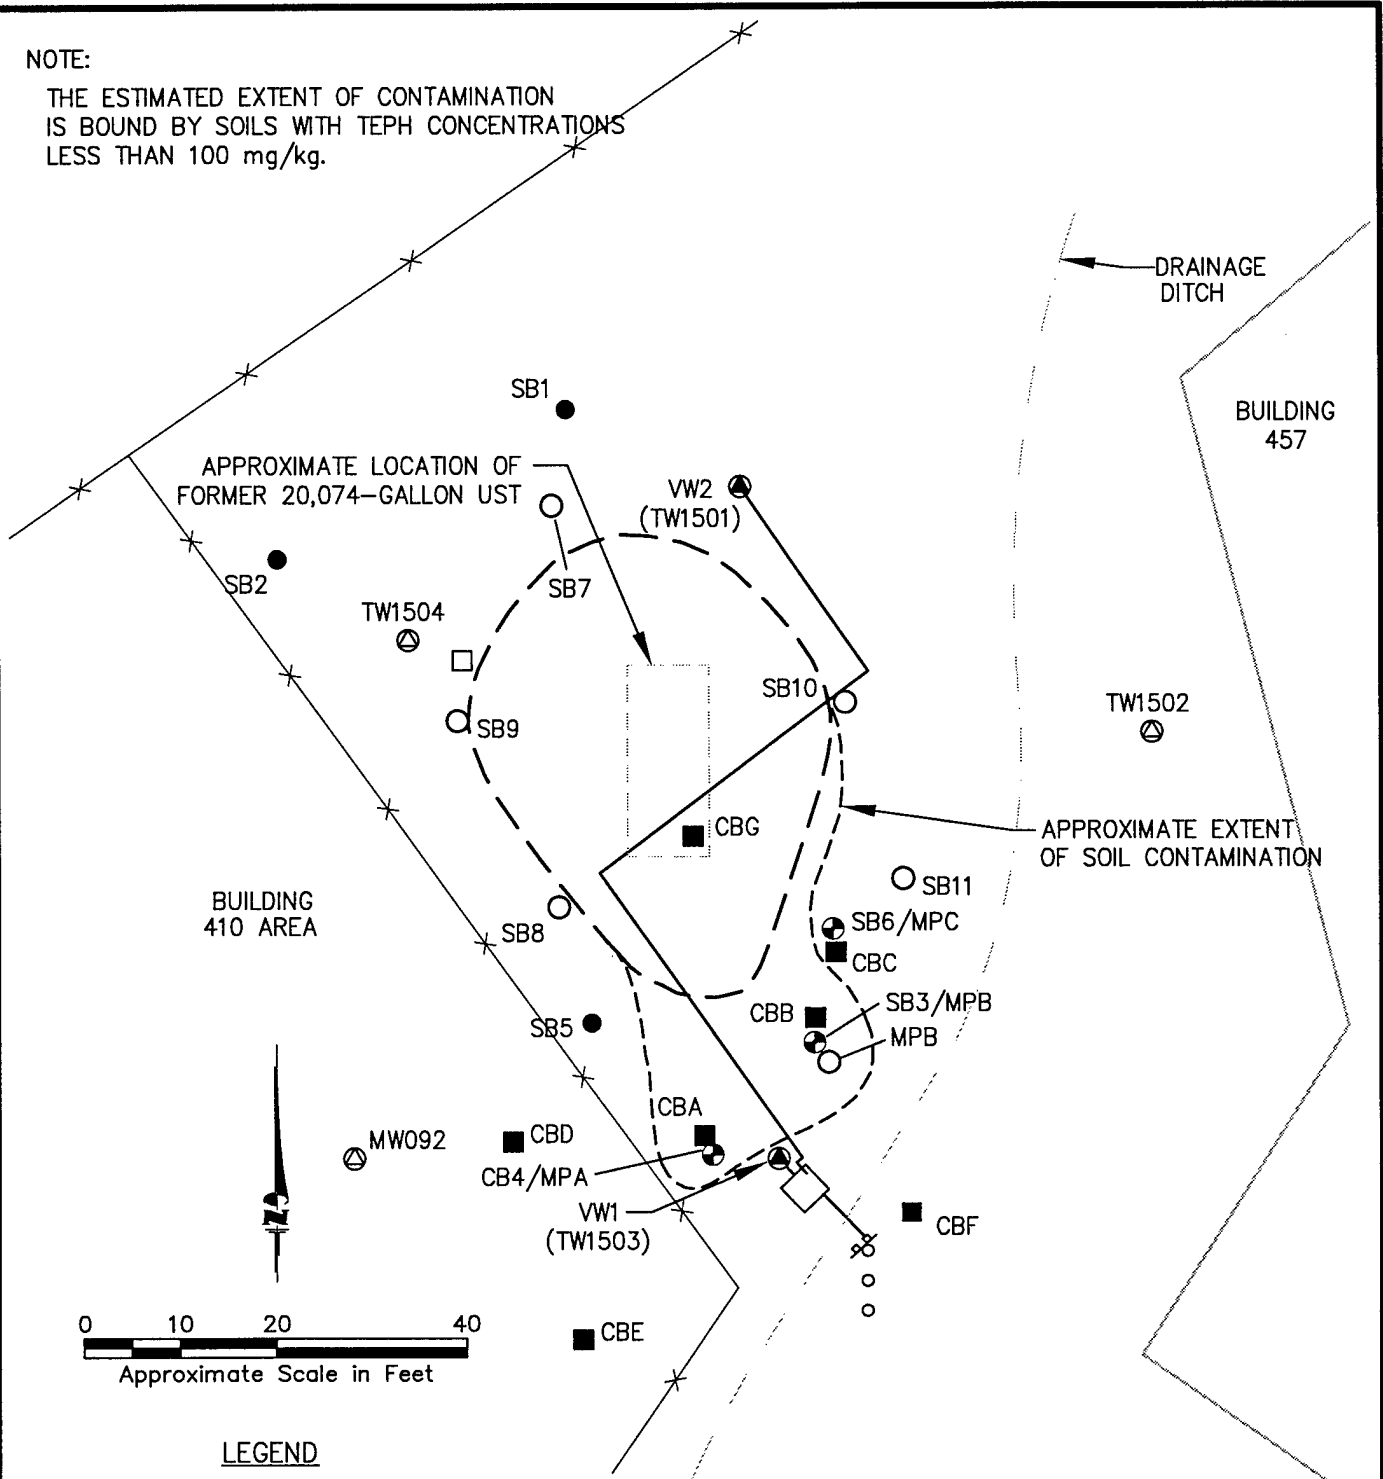 NOTE:
THE ESTIMATED EXTENT OF CONTAMINATION
IS BOUND BY SOILS WITH TEPH CONCENTRATIONS
LESS THAN 100 mg/kg.
DRAINAGE
DITCH
SB1
BUILDING
457
APPROXIMATE LOCATION OF
FORMER 20,074-GALLON UST
VW2
(TW1501)
SB2
SB7
TW1504
SB10
TW1502
SB9
CBG
APPROXIMATE EXTENT
OF SOIL CONTAMINATION
SB11
BUILDING
410 AREA
SB8
SB6/MPC
CBC
SB3/MPB
CBB
SB5
MPB
CBA
CBD
MW092
CB4/MPA
VW1
(TW1503)
CBF
N
0 10 20 40
CBE
Approximate Scale in Feet
LEGEND